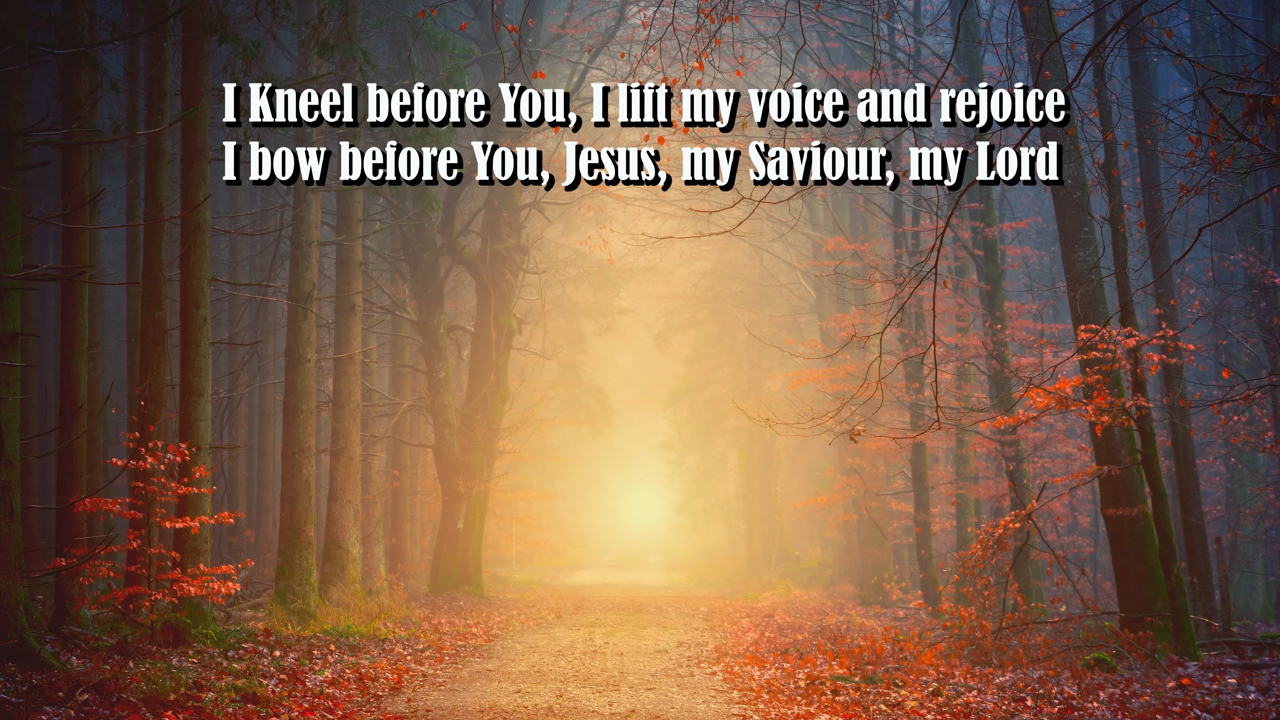 I Kneel before You, I lift my voice and rejoice
I bow before You, Jesus, my Saviour, my Lord